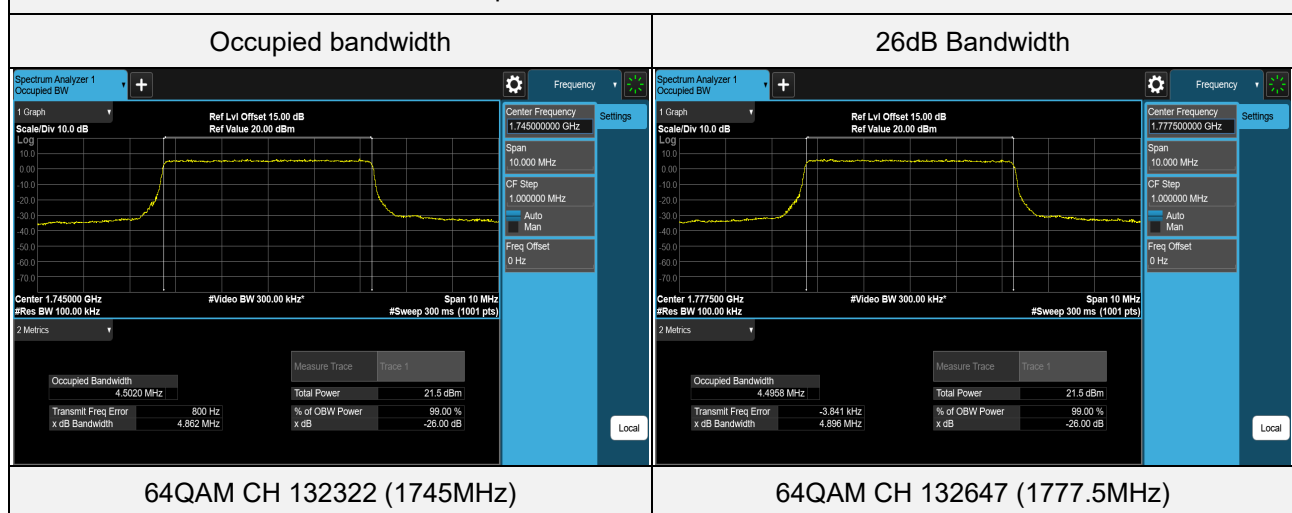 Occupied bandwidth
26dB Bandwidth
Spectrum Analyzer 1
Occupied BW
+
Frequency
1 Graph
Scale/Div 10.0 dB
Log
Ref Lvl Offset 15.00 dB
Ref Value 20.00 dBm
10.0
0.00
-10.0
-20.0
-30.0
-40.0
-50.0
-60.0
-70.0
Center 1.745000 GHz
#Res BW 100.00 kHz
#Video BW 300.00 kHz*
Span 10 MHz
#Sweep 300 ms (1001 pts)
Center Frequency
1.745000000 GHz
Settings
Span
10.000 MHz
CF Step
1.000000 MHz
Auto
Man
Freq Offset
0 Hz
Local
2 Metrics
Measure Trace Trace 1
Occupied Bandwidth
4.5020 MHz
Total Power 21.5 dBm
Transmit Freq Error 800 Hz % of OBW Power 99.00 %
x dB Bandwidth 4.862 MHz x dB -26.00 dB
Spectrum Analyzer 1
Occupied BW
+
Frequency
1 Graph
Scale/Div 10.0 dB
Log
Ref Lvl Offset 15.00 dB
Ref Value 20.00 dBm
10.0
0.00
-10.0
-20.0
-30.0
-40.0
-50.0
-60.0
-70.0
Center 1.777500 GHz
#Res BW 100.00 kHz
#Video BW 300.00 kHz*
Span 10 MHz
#Sweep 300 ms (1001 pts)
Center Frequency
1.777500000 GHz
Settings
Span
10.000 MHz
CF Step
1.000000 MHz
Auto
Man
Freq Offset
0 Hz
Local
2 Metrics
Measure Trace Trace 1
Occupied Bandwidth
4.4958 MHz
Total Power 21.5 dBm
Transmit Freq Error -3.841 kHz % of OBW Power 99.00 %
x dB Bandwidth 4.896 MHz x dB -26.00 dB
64QAM CH 132322 (1745MHz)
64QAM CH 132647 (1777.5MHz)